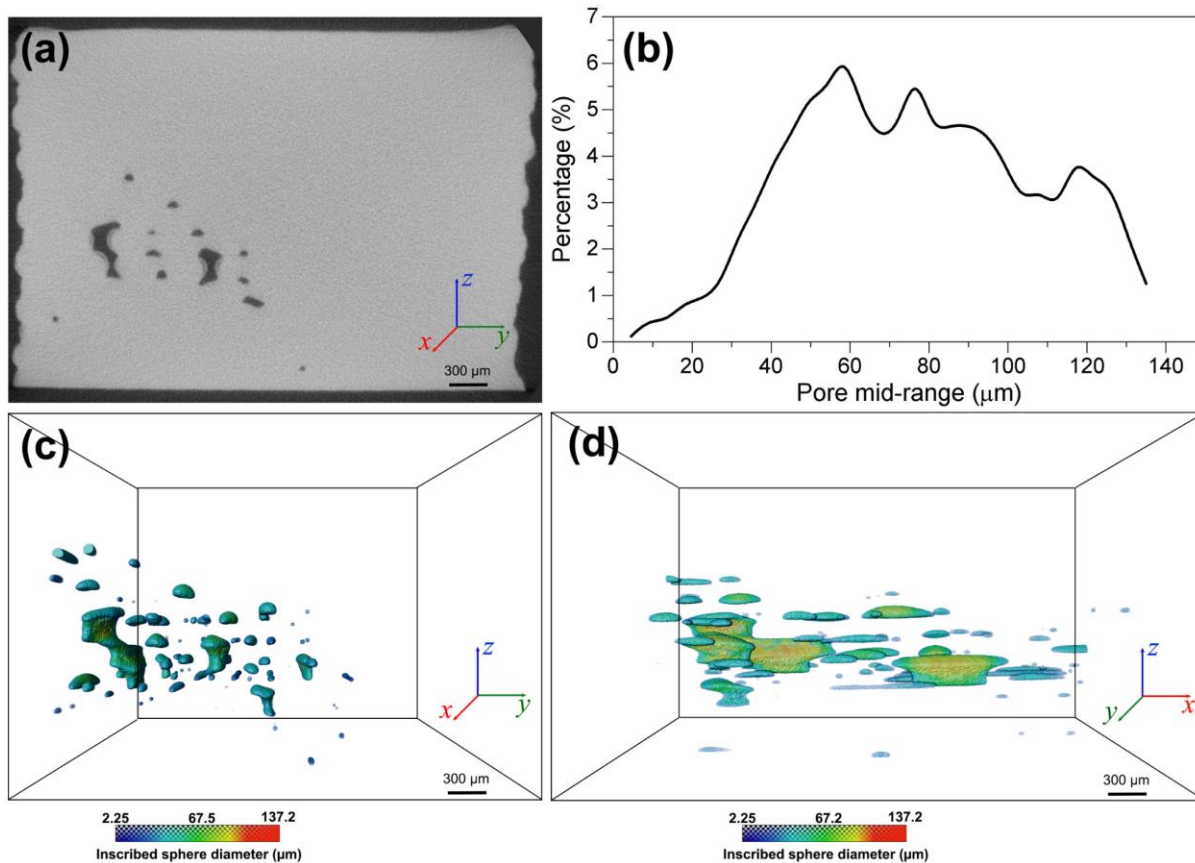 (a)
z
x
y
300 μm
(b)
Percentage (%)
7
6
5
4
3
2
1
0
0 20 40 60 80 100 120 140
Pore mid-range (μm)
(c)
z
x
y
300 μm
2.25 67.5 137.2
Inscribed sphere diameter (μm)
(d)
z
y
x
300 μm
2.25 67.2 137.2
Inscribed sphere diameter (μm)